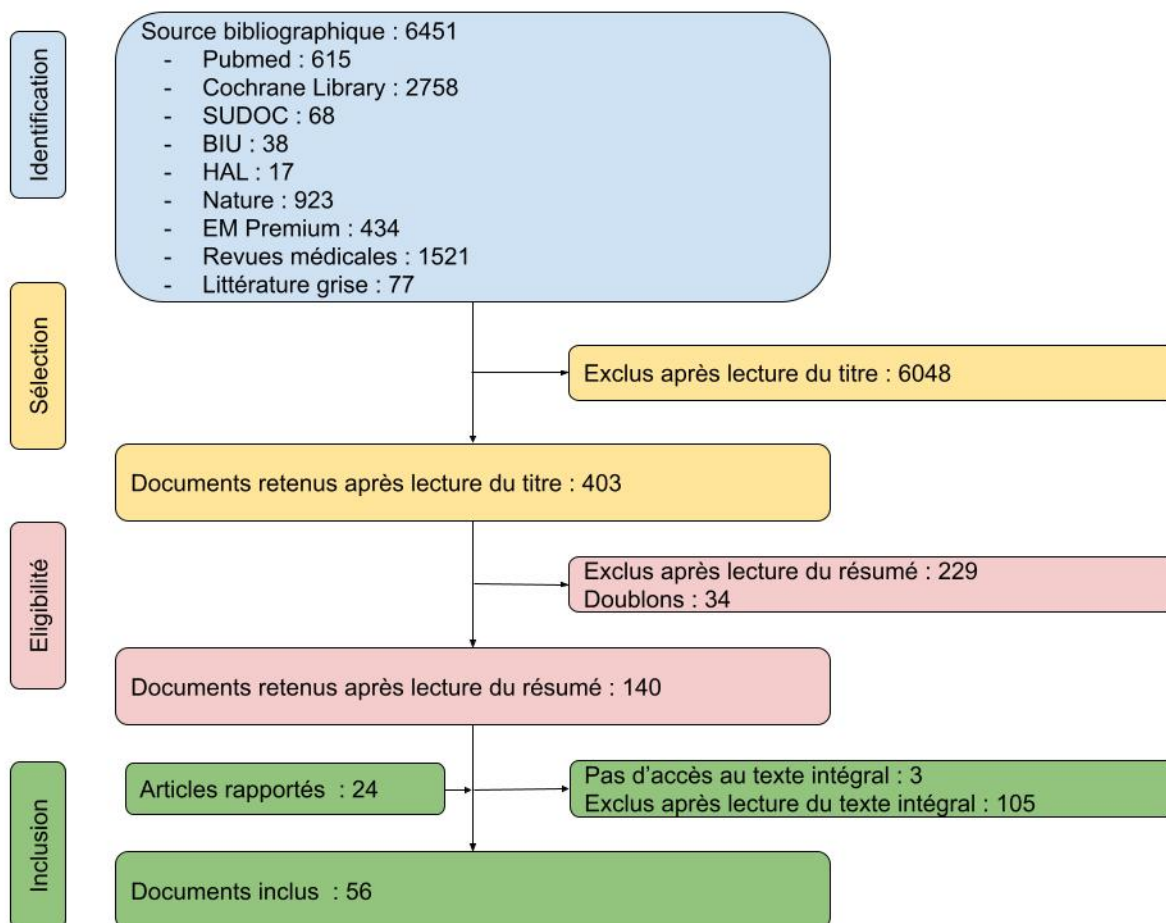 Identification
Source bibliographique : 6451
- Pubmed : 615
- Cochrane Library : 2758
- SUDOC : 68
- BIU : 38
- HAL : 17
- Nature : 923
- EM Premium : 434
- Revues médicales : 1521
- Littérature grise : 77
Sélection
Exclus après lecture du titre : 6048
Documents retenus après lecture du titre : 403
Eligibilité
Exclus après lecture du résumé : 229
Doublons : 34
Documents retenus après lecture du résumé : 140
Inclusion
Articles rapportés : 24
Pas d'accès au texte intégral : 3
Exclus après lecture du texte intégral : 105
Documents inclus : 56